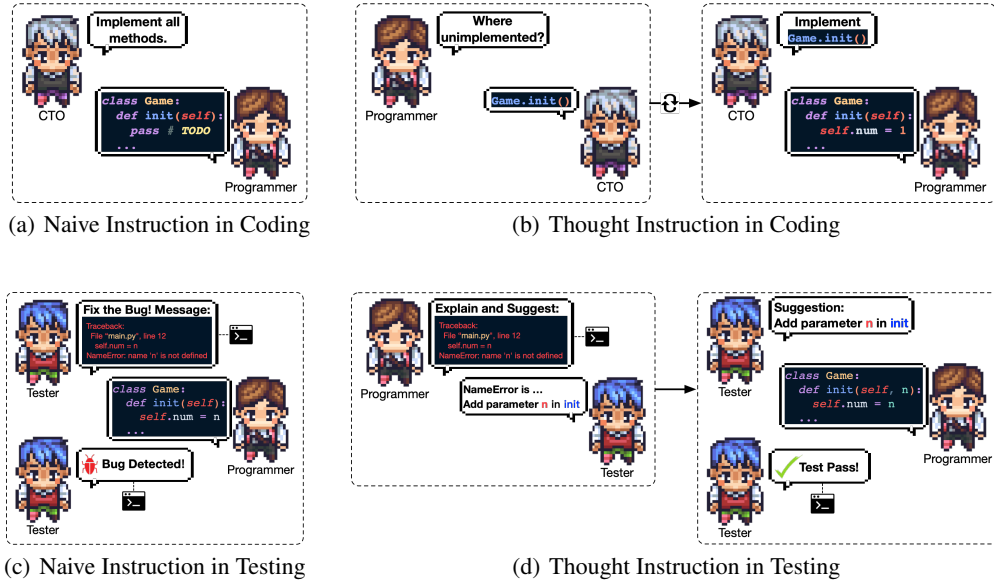 Implement all
methods.
CTO
class Game:
def init(self):
pass # TODO
...
Programmer
(a) Naive Instruction in Coding
Where
unimplemented?
Programmer
Game.init()
CTO
Implement
Game.init()
CTO
class Game:
def init(self):
self.num = 1
...
Programmer
(b) Thought Instruction in Coding
Fix the Bug! Message:
Traceback:
File "main.py", line 12
self.num = n
NameError: name 'n' is not defined
>_
Tester
class Game:
def init(self):
self.num = n
...
Programmer
Bug Detected!
>_
Tester
(c) Naive Instruction in Testing
Explain and Suggest:
Traceback:
File "main.py", line 12
self.num = n
NameError: name 'n' is not defined
>_
Programmer
NameError is ...
Add parameter n in init
Tester
Suggestion:
Add parameter n in init
Tester
class Game:
def init(self, n):
self.num = n
...
Programmer
Test Pass!
>_
Tester
(d) Thought Instruction in Testing